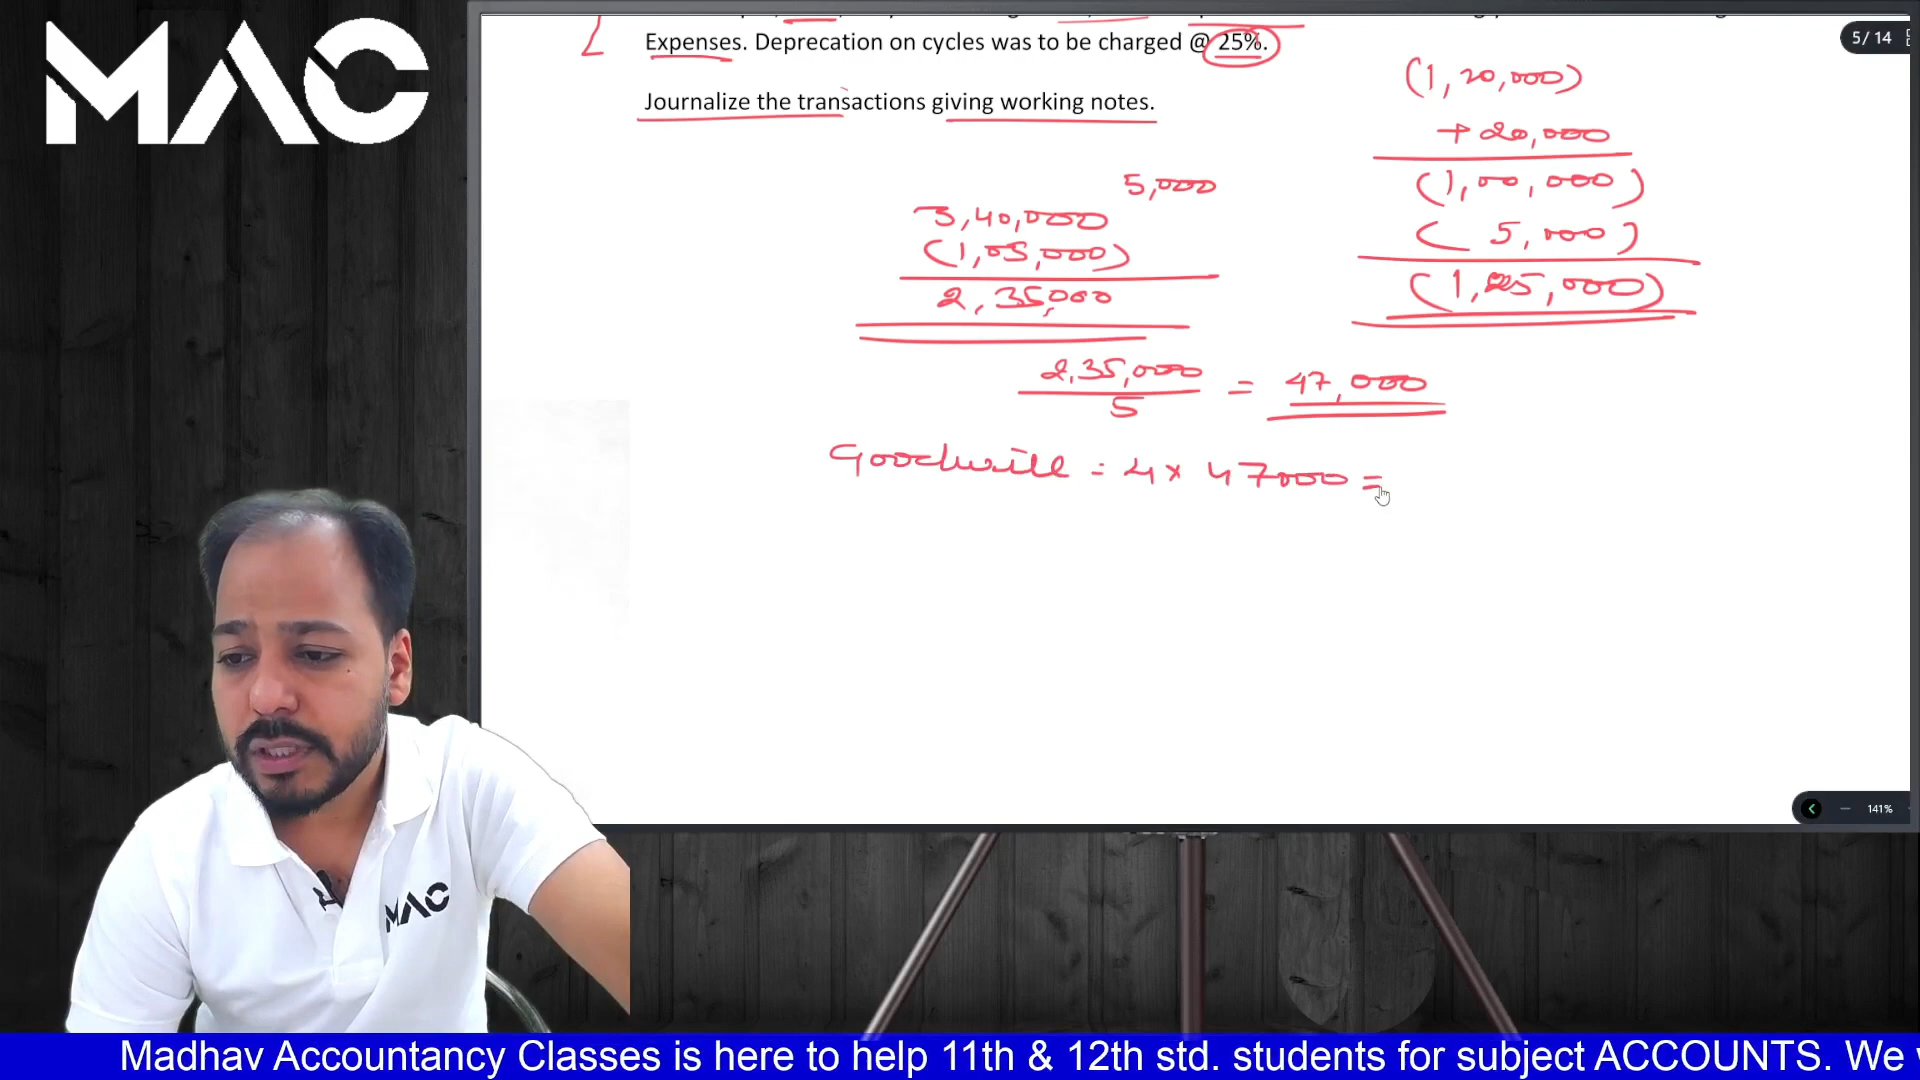 MAC
Expenses. Deprecation on cycles was to be charged @ 25%.
5/ 14
Journalize the transactions giving working notes.
(1,20,000)
+ 20,000
(1,00,000)
( 5,000)
(1,05,000)
5,000
3,40,000
(1,05,000)
2,35,000
2,35,000
5
= 47,000
Goodwill = 4 x 47000 =
141%
MAC
Madhav Accountancy Classes is here to help 11th & 12th std. students for subject ACCOUNTS. We